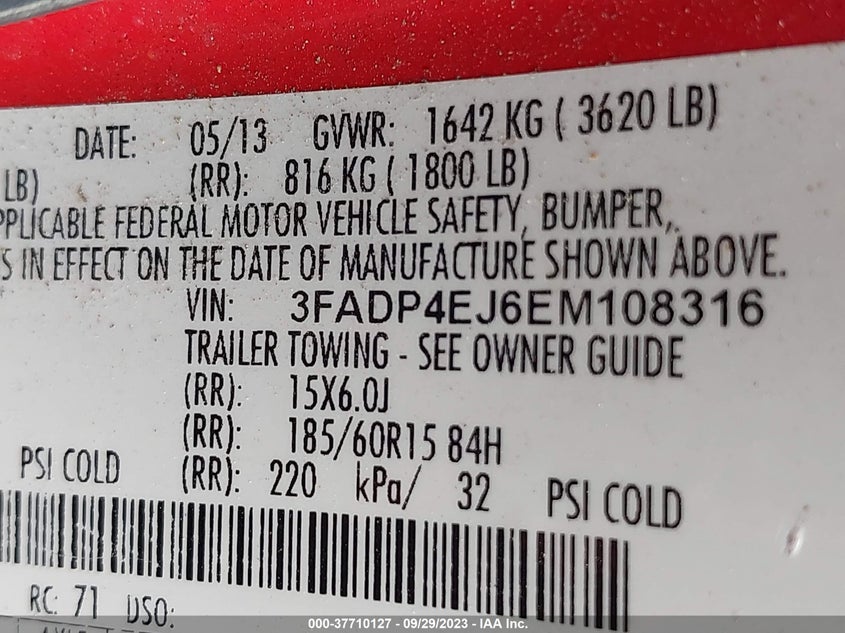 DATE: 05/13 GVWR: 1642 KG ( 3620 LB)
LB) (RR): 816 KG ( 1800 LB)
APPLICABLE FEDERAL MOTOR VEHICLE SAFETY, BUMPER,
S IN EFFECT ON THE DATE OF MANUFACTURE SHOWN ABOVE.
VIN: 3FADP4EJ6EM108316
TRAILER TOWING - SEE OWNER GUIDE
(RR): 15X6.0J
(RR): 185/60R15 84H
PSI COLD (RR): 220 kPa/ 32 PSI COLD
RC: 71 DSO:
000-37710127 - 09/29/2023 - IAA Inc.